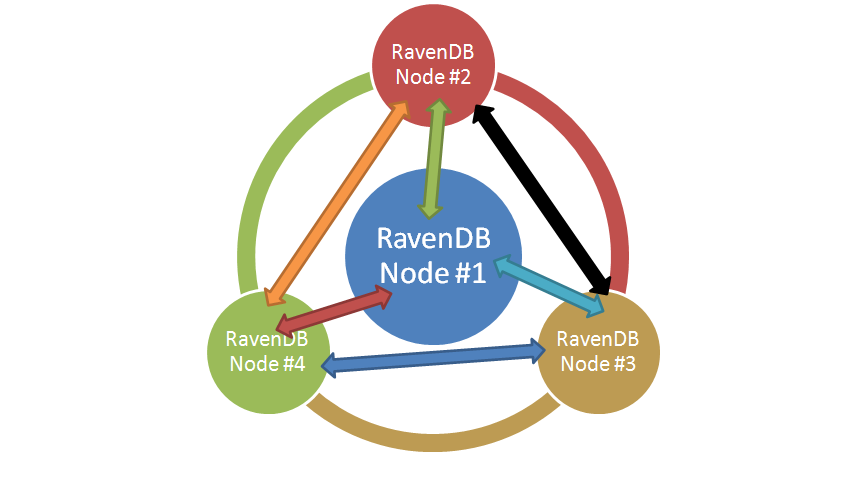 RavenDB
Node #2
RavenDB
Node #1
RavenDB
Node #4
RavenDB
Node #3